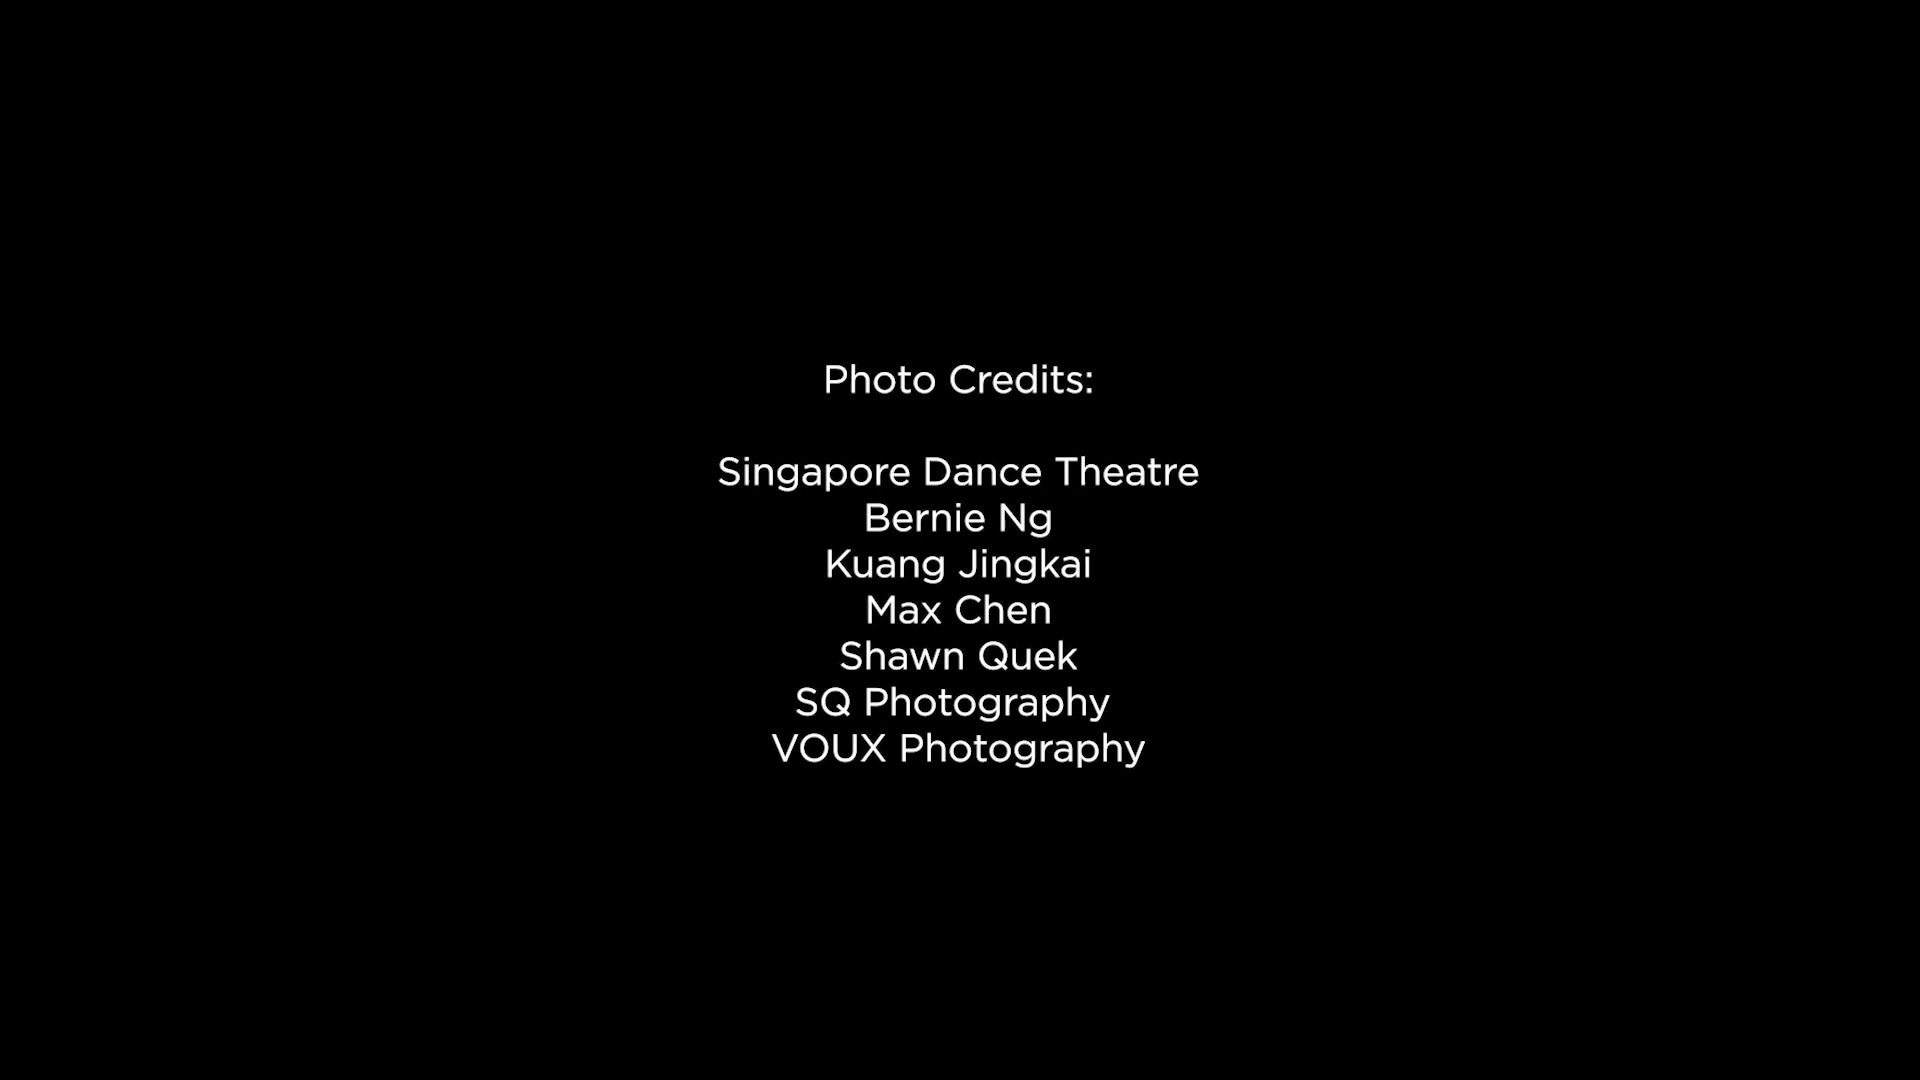 Photo Credits:
Singapore Dance Theatre
Bernie Ng
Kuang Jingkai
Max Chen
Shawn Quek
SQ Photography
VOUX Photography